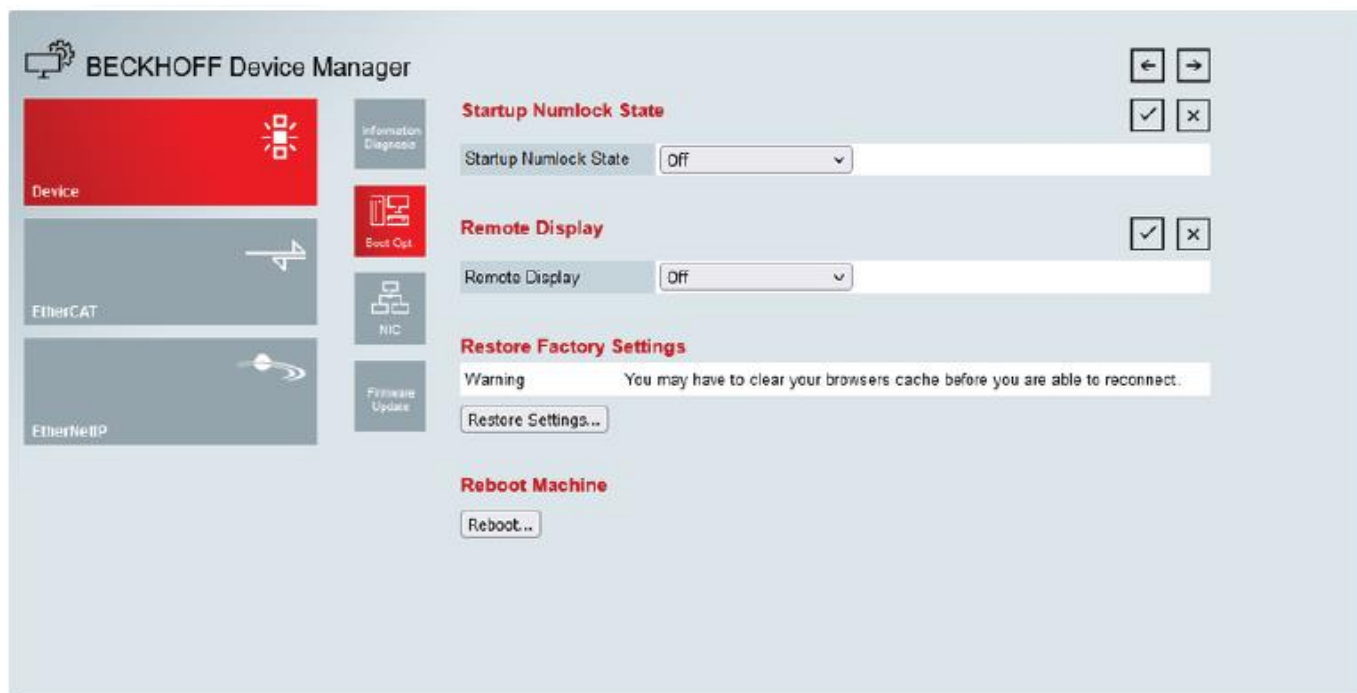 BECKHOFF Device Manager
Device
EtherCAT
EtherNetIP
Information
Diagnosis
Boot Opt.
NIC
Firmware
Update
Startup Numlock State
Startup Numlock State Off
Remote Display
Remote Display Off
Restore Factory Settings
Warning You may have to clear your browsers cache before you are able to reconnect.
Restore Settings...
Reboot Machine
Reboot...